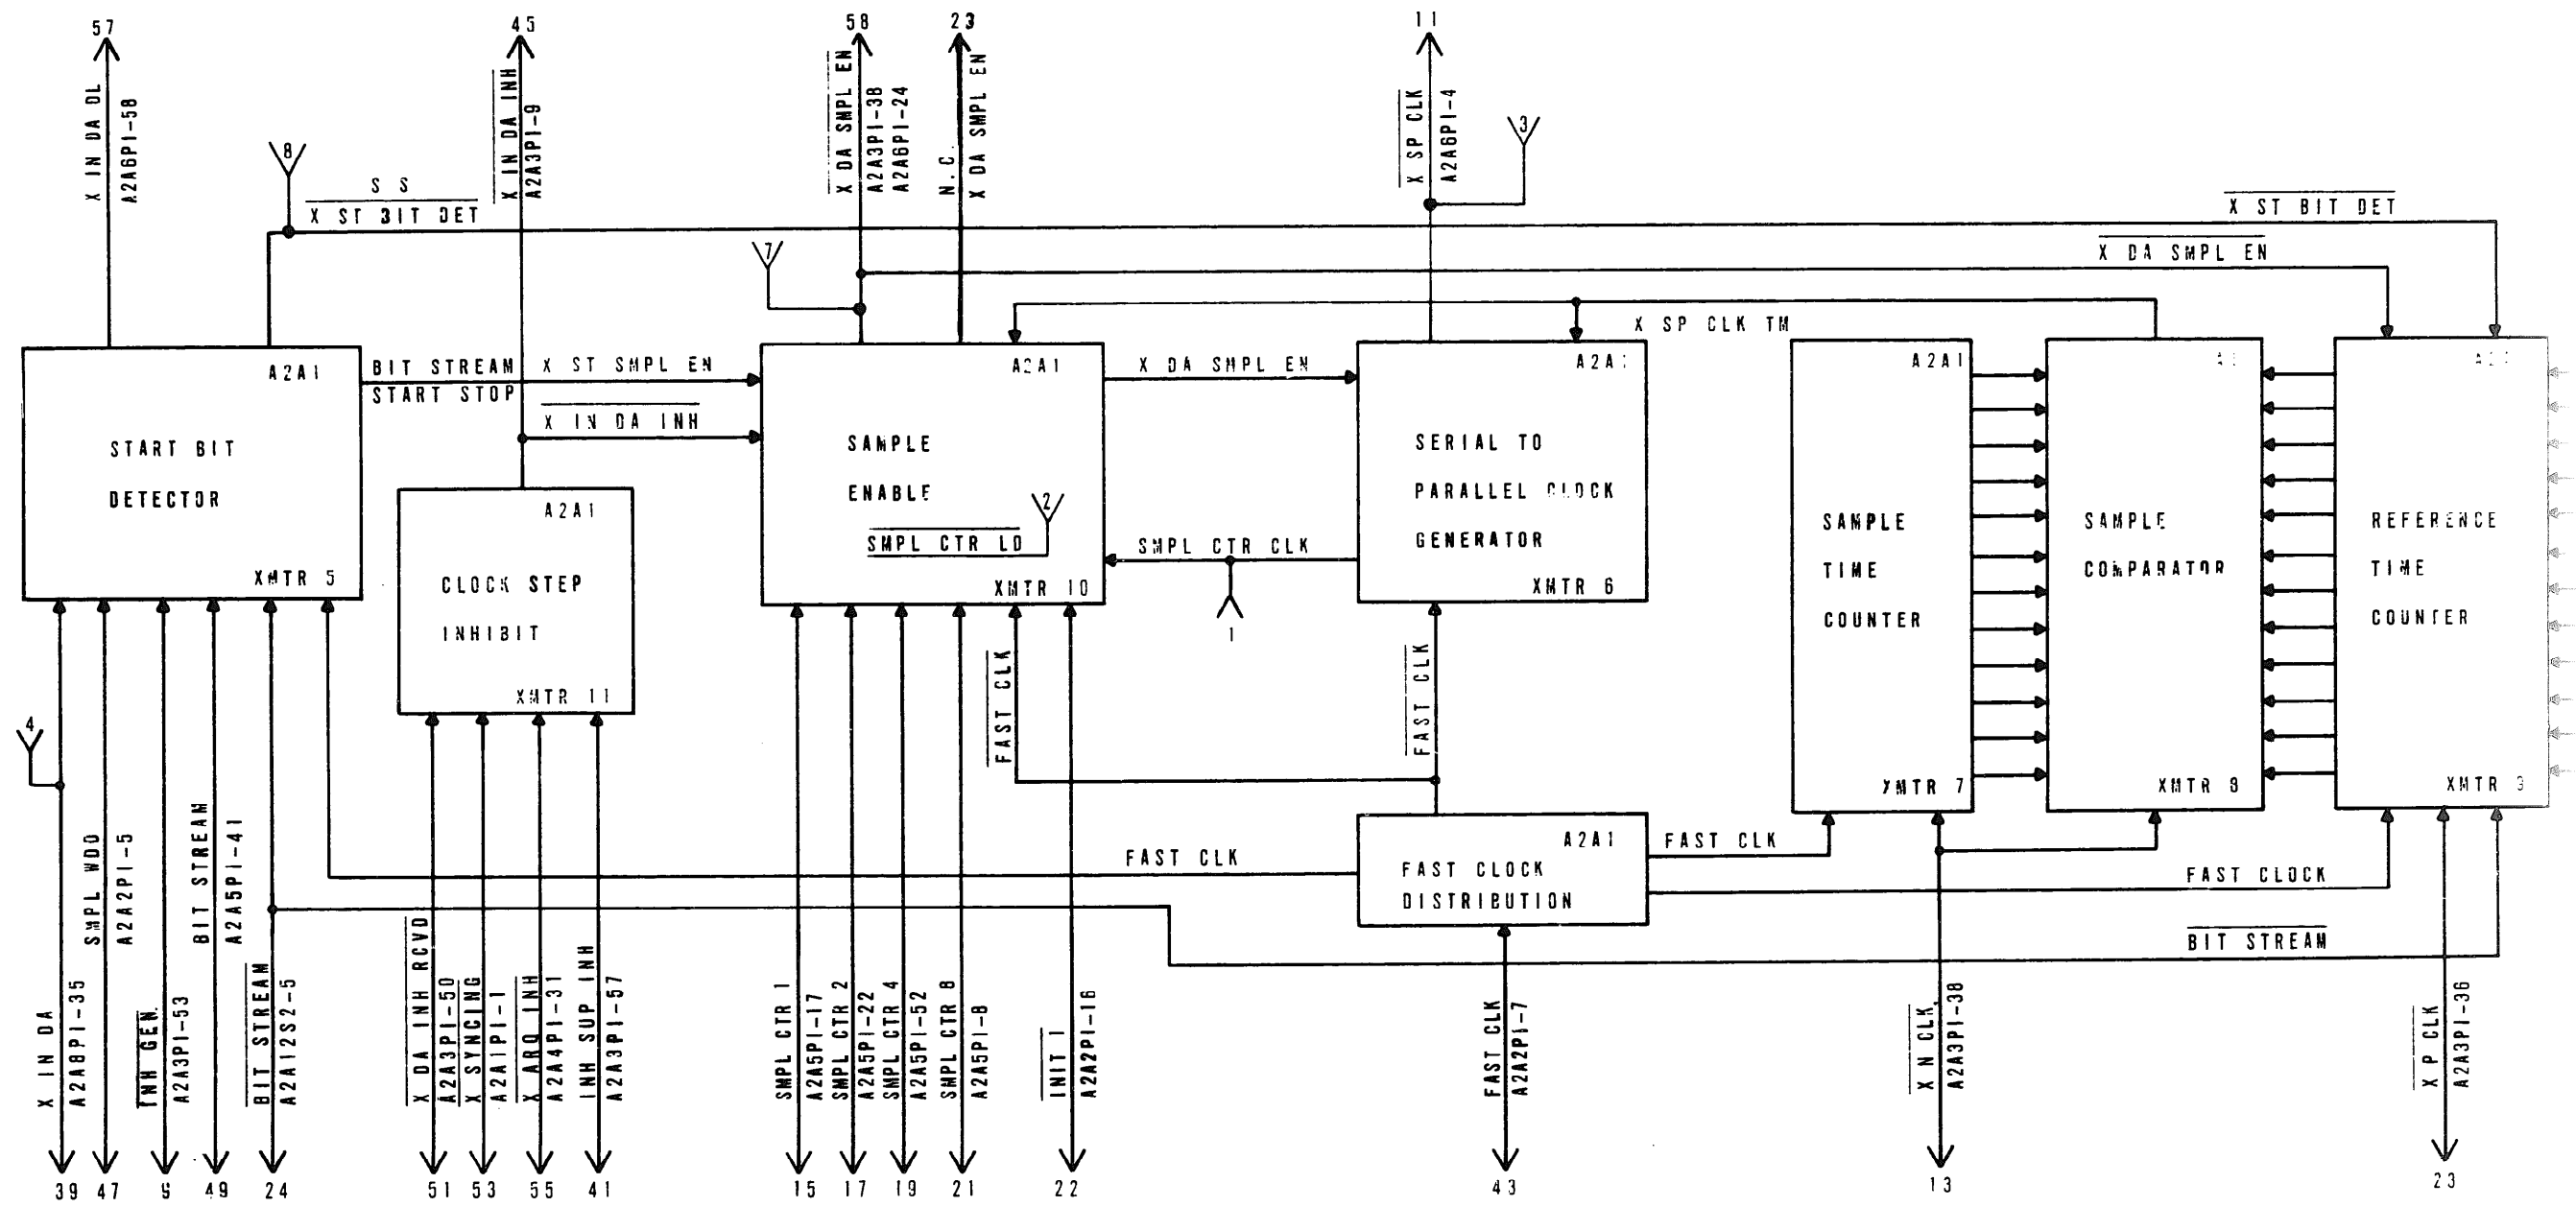 57
45
58
23
11
X IN DA DL
A2A6P1-58
X IN DA INH
A2A3P1-9
X DA SMPL EN
A2A3P1-38
A2A6P1-24
N.C.
X DA SMPL EN
X SP CLK
A2A6P1-4
3
8
S S
X ST BIT DET
X ST BIT DET
7
X DA SMPL EN
X SP CLK TM
A2A1
START BIT
DETECTOR
XMTR 5
BIT STREAM
START STOP
X ST SMPL EN
X IN DA INH
A2A1
CLOCK STEP
INHIBIT
XMTR 11
A2A1
SAMPLE
ENABLE
2
SMPL CTR LD
XMTR 10
X DA SMPL EN
SMPL CTR CLK
1
A2A1
SERIAL TO
PARALLEL CLOCK
GENERATOR
XMTR 6
A2A1
SAMPLE
TIME
COUNTER
XMTR 7
SAMPLE
COMPARATOR
XMTR 8
REFERENCE
TIME
COUNTER
XMTR 9
FAST CLK
FAST CLK
4
FAST CLK
A2A1
FAST CLOCK
DISTRIBUTION
FAST CLK
FAST CLOCK
BIT STREAM
X IN DA
A2A8P1-35
SMPL WDO
A2A2P1-5
INH GEN.
A2A3P1-53
BIT STREAM
A2A5P1-41
BIT STREAM
A2A12S2-5
X DA INH RCVD
A2A3P1-50
X SYNCING
A2A1P1-1
X ARQ INH
A2A4P1-31
INH SUP INH
A2A3P1-57
SMPL CTR 1
A2A5P1-17
SMPL CTR 2
A2A5P1-22
SMPL CTR 4
A2A5P1-52
SMPL CTR 8
A2A5P1-8
INIT 1
A2A2P1-16
FAST CLK
A2A2P1-7
X N CLK
A2A3P1-38
X P CLK
A2A3P1-36
39
47
49
24
51
53
55
41
15
17
19
21
22
43
13
23